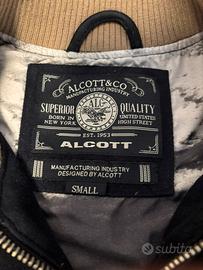 ALCOTT&CO.
MANUFACTURING INDUSTRY
SUPERIOR QUALITY
BORN IN NEW YORK
UNITED STATES HIGH STREET
EST. 1953
ALCOTT
MANUFACTURING INDUSTRY
DESIGNED BY ALCOTT
SMALL
subito